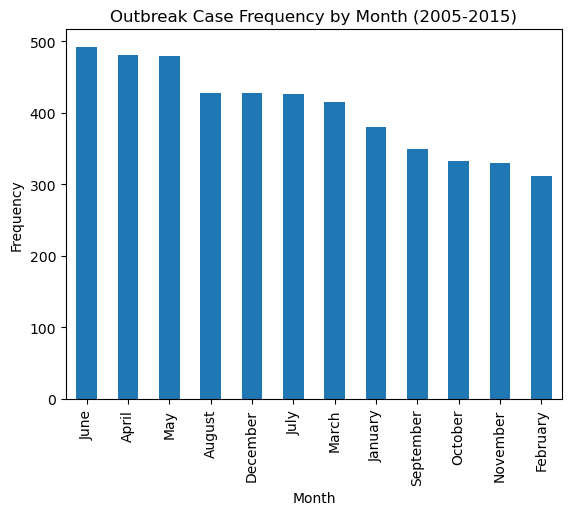 Outbreak Case Frequency by Month (2005-2015)
Frequency
500
400
300
200
100
0
June
April
May
August
December
July
March
January
September
October
November
February
Month